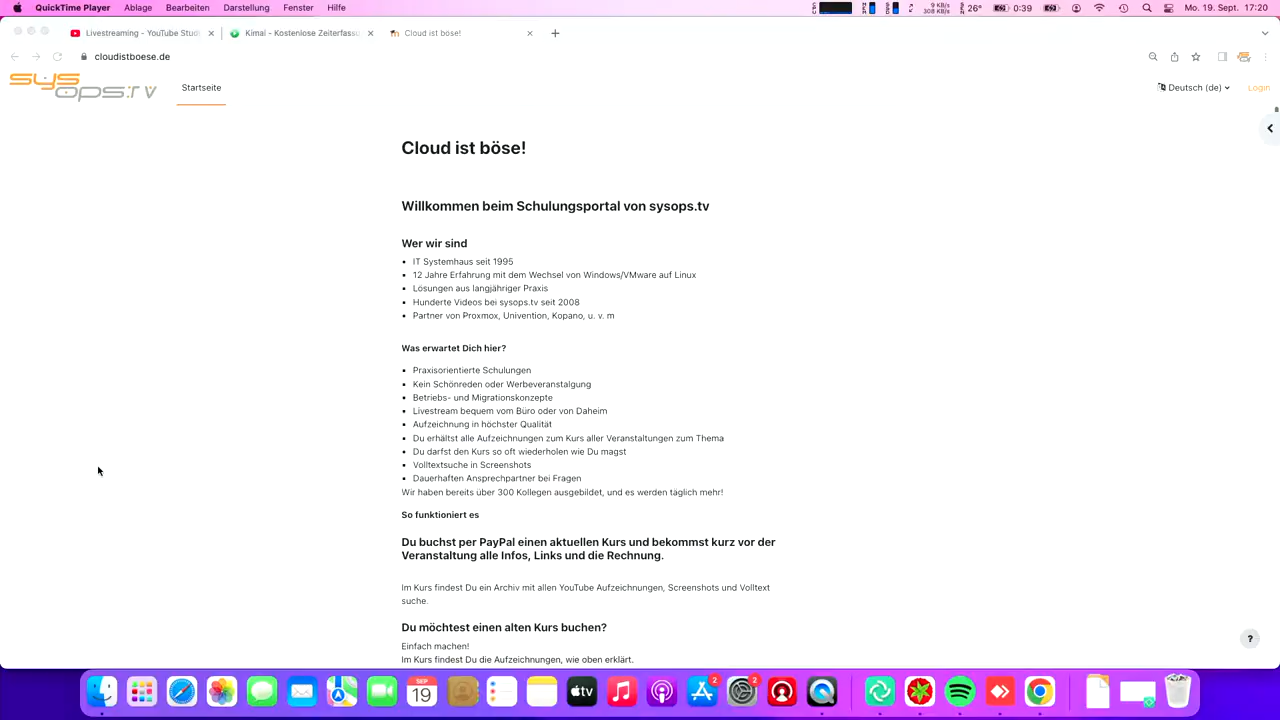 QuickTime Player Ablage Bearbeiten Darstellung Fenster Hilfe
9 KB/s
308 KB/s
26° 0:39 Mo. 19. Sept. 17:20
Livestreaming - YouTube Stud
Kimai - Kostenlose Zeiterfassu
Cloud ist böse!
cloudistboese.de
sysops.tv
Startseite
Deutsch (de)
Login
Cloud ist böse!
Willkommen beim Schulungsportal von sysops.tv
Wer wir sind
IT Systemhaus seit 1995
12 Jahre Erfahrung mit dem Wechsel von Windows/VMware auf Linux
Lösungen aus langjähriger Praxis
Hunderte Videos bei sysops.tv seit 2008
Partner von Proxmox, Univention, Kopano, u. v. m
Was erwartet Dich hier?
Praxisorientierte Schulungen
Kein Schönreden oder Werbeveranstalgung
Betriebs- und Migrationskonzepte
Livestream bequem vom Büro oder von Daheim
Aufzeichnung in höchster Qualität
Du erhältst alle Aufzeichnungen zum Kurs aller Veranstaltungen zum Thema
Du darfst den Kurs so oft wiederholen wie Du magst
Volltextsuche in Screenshots
Dauerhaften Ansprechpartner bei Fragen
Wir haben bereits über 300 Kollegen ausgebildet, und es werden täglich mehr!
So funktioniert es
Du buchst per PayPal einen aktuellen Kurs und bekommst kurz vor der
Veranstaltung alle Infos, Links und die Rechnung.
Im Kurs findest Du ein Archiv mit allen YouTube Aufzeichnungen, Screenshots und Volltext
suche.
Du möchtest einen alten Kurs buchen?
Einfach machen!
Im Kurs findest Du die Aufzeichnungen, wie oben erklärt.
?
SEP
19
tv
2
2